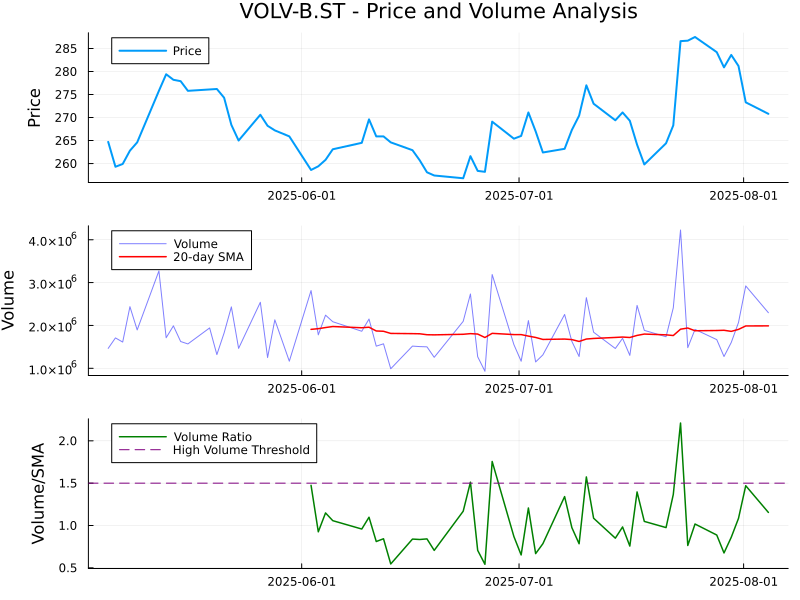 VOLV-B.ST - Price and Volume Analysis
Price
Price
285
280
275
270
265
260
2025-06-01 2025-07-01 2025-08-01
Volume
Volume
20-day SMA
4.0×10⁶
3.0×10⁶
2.0×10⁶
1.0×10⁶
2025-06-01 2025-07-01 2025-08-01
Volume/SMA
Volume Ratio
High Volume Threshold
2.0
1.5
1.0
0.5
2025-06-01 2025-07-01 2025-08-01